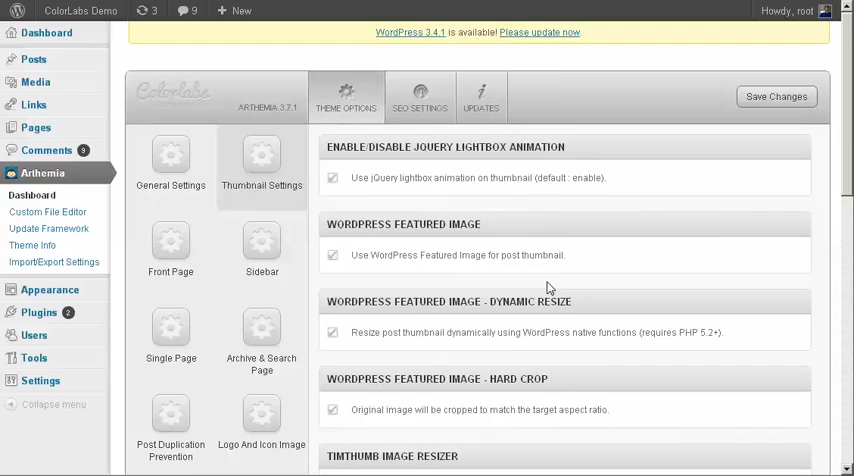 ColorLabs Demo 3 9 New Howdy, root
WordPress 3.4.1 is available! Please update now.
Dashboard
Posts
Media
Links
Pages
Comments 9
Arthemia
Dashboard
Custom File Editor
Update Framework
Theme Info
Import/Export Settings
Appearance
Plugins 2
Users
Tools
Settings
Collapse menu
Colorlabs
ARTHEMIA 3.7.1
THEME OPTIONS
SEO SETTINGS
UPDATES
Save Changes
General Settings
Thumbnail Settings
Front Page
Sidebar
Single Page
Archive & Search
Page
Post Duplication
Prevention
Logo And Icon Image
ENABLE/DISABLE JQUERY LIGHTBOX ANIMATION
Use jQuery lightbox animation on thumbnail (default : enable).
WORDPRESS FEATURED IMAGE
Use WordPress Featured Image for post thumbnail.
WORDPRESS FEATURED IMAGE - DYNAMIC RESIZE
Resize post thumbnail dynamically using WordPress native functions (requires PHP 5.2+).
WORDPRESS FEATURED IMAGE - HARD CROP
Original image will be cropped to match the target aspect ratio.
TIMTHUMB IMAGE RESIZER